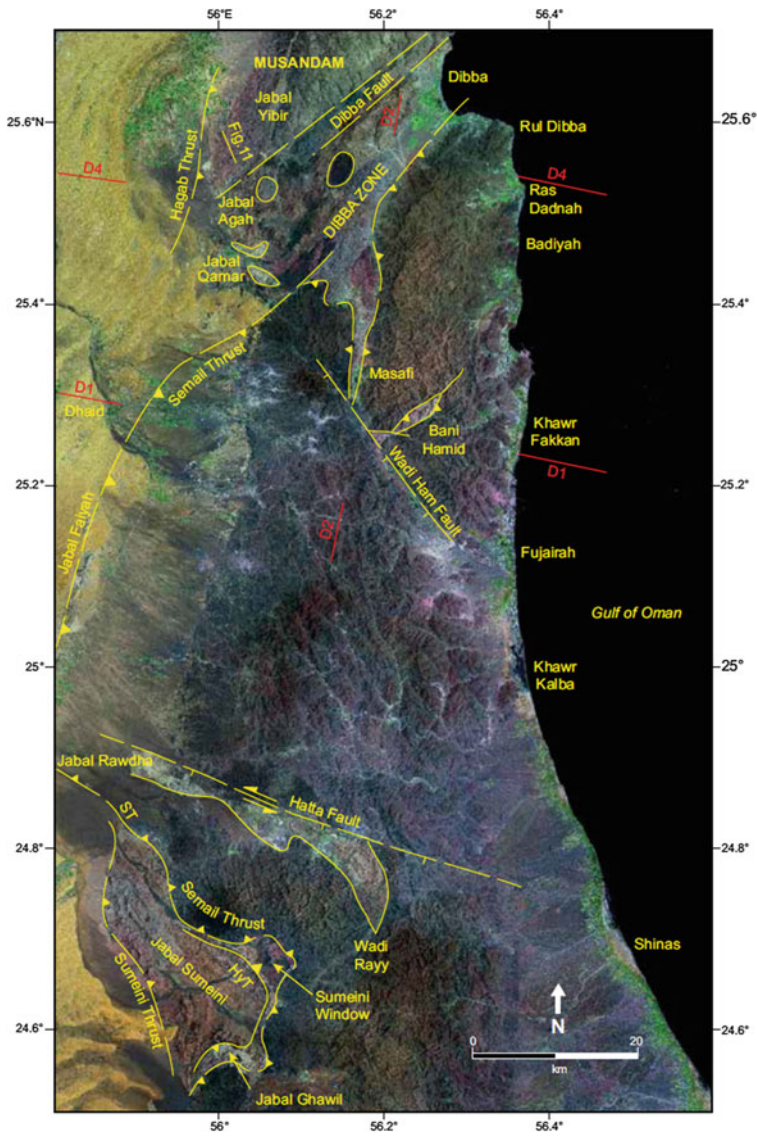 56°E
56.2°
56.4°
MUSANDAM
Jabal
Yibir
Dibba Fault
Dibba
25.6°N
25.6°
Rul Dibba
D2
Fig.11
Hagab Thrust
D4
D4
Ras
Dadnah
Jabal
Agah
DIBBA ZONE
Badiyah
Jabal
Qamar
25.4°
25.4°
Semail Thrust
Masafi
D1
Dhaid
Bani
Hamid
Khawr
Fakkan
D1
Wadi Ham Fault
25.2°
25.2°
D2
Jabal Faiyah
Fujairah
Gulf of Oman
25°
25°
Khawr
Kalba
Jabal Rawdha
Hatta Fault
ST
24.8°
24.8°
Semail Thrust
Wadi
Rayy
Shinas
Jabal Sumeini
HyT
Sumeini
Window
Sumeini Thrust
24.6°
24.6°
N
0
20
km
Jabal Ghawil
56°
56.2°
56.4°